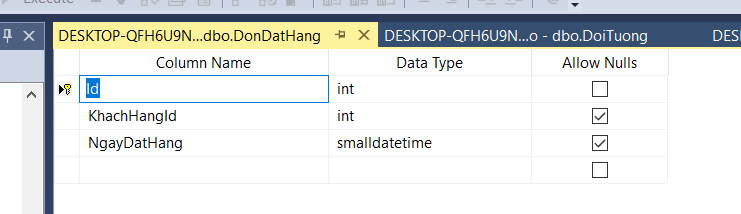 Execute
DESKTOP-QFH6U9N...dbo.DonDatHang
DESKTOP-QFH6U9N...o - dbo.DoiTuong
DES
Column Name Data Type Allow Nulls
Id int
KhachHangId int
NgayDatHang smalldatetime